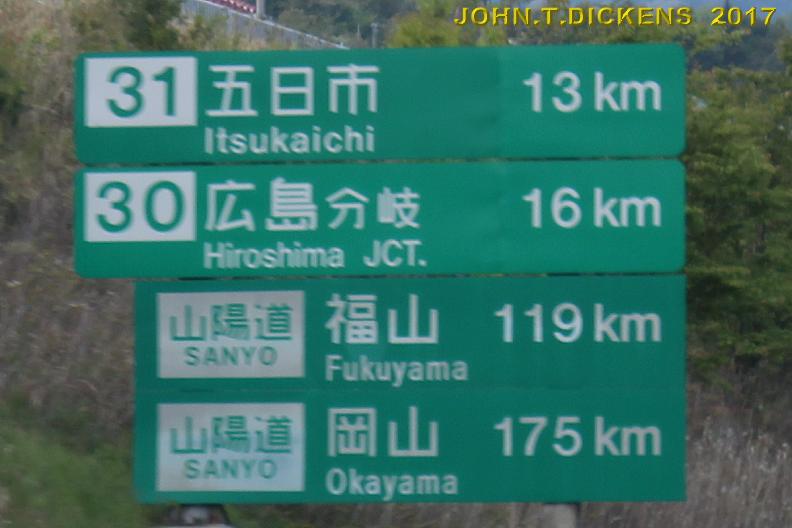 JOHN.T.DICKENS 2017
31 五日市 13 km
Itsukaichi
30 広島分岐 16 km
Hiroshima JCT.
山陽道 福山 119 km
SANYO Fukuyama
山陽道 岡山 175 km
SANYO Okayama